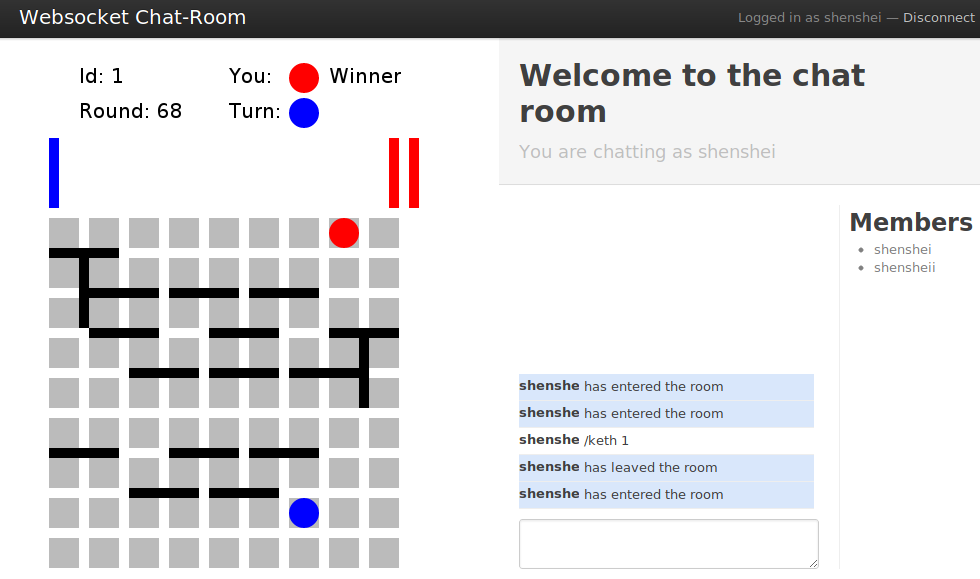 Websocket Chat-Room
Logged in as shenshei — Disconnect
Id: 1
You:
Winner
Round: 68
Turn:
Welcome to the chat
room
You are chatting as shenshei
Members
shenshei
shensheii
shenshe has entered the room
shenshe has entered the room
shenshe /keth 1
shenshe has leaved the room
shenshe has entered the room